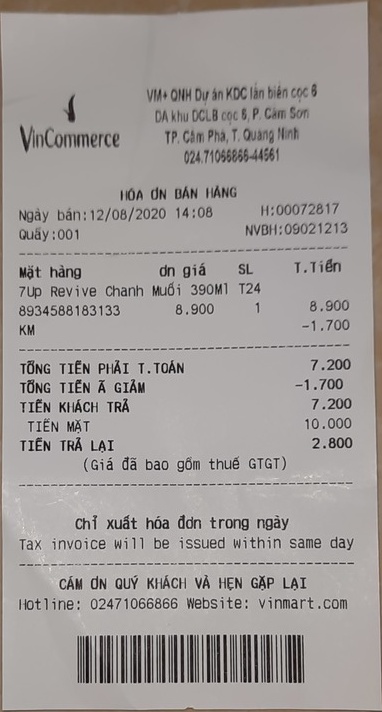 VinCommerce
VM+ QNH Dự án KDC lấn biển cọc 6
DA khu DCLB cọc 6, P. Cẩm Sơn
TP. Cẩm Phả, T. Quảng Ninh
024.71066866-44561
HÓA ƠN BÁN HÀNG
Ngày bán:12/08/2020 14:08 H:00072817
Quầy:001 NVBH:09021213
Mặt hàng ơn giá SL T.Tiền
7Up Revive Chanh Muối 390Ml T24
8934588183133 8.900 1 8.900
KM -1.700
TỔNG TIỀN PHẢI T.TOÁN 7.200
TỔNG TIỀN Ã GIẢM -1.700
TIỀN KHÁCH TRẢ 7.200
TIỀN MẶT 10.000
TIỀN TRẢ LẠI 2.800
(Giá đã bao gồm thuế GTGT)
Chỉ xuất hóa đơn trong ngày
Tax invoice will be issued within same day
CÁM ƠN QUÝ KHÁCH VÀ HẸN GẶP LẠI
Hotline: 02471066866 Website: vinmart.com